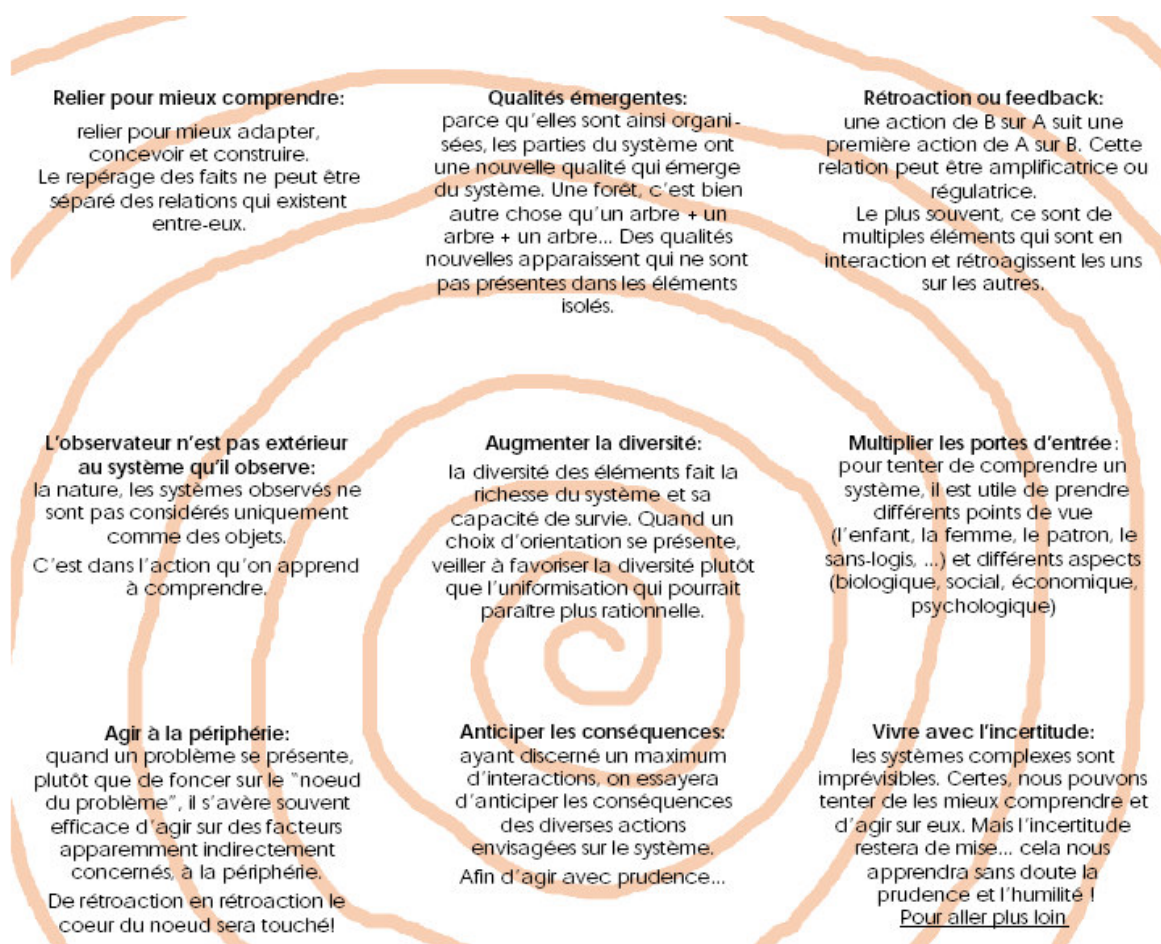 Relier pour mieux comprendre:
relier pour mieux adapter,
concevoir et construire.
Le repérage des faits ne peut être
séparé des relations qui existent
entre-eux.
Qualités émergentes:
parce qu'elles sont ainsi organi-
sées, les parties du système ont
une nouvelle qualité qui émerge
du système. Une forêt, c'est bien
autre chose qu'un arbre + un
arbre + un arbre... Des qualités
nouvelles apparaissent qui ne sont
pas présentes dans les éléments
isolés.
Rétroaction ou feedback:
une action de B sur A suit une
première action de A sur B. Cette
relation peut être amplificatrice ou
régulatrice.
Le plus souvent, ce sont de
multiples éléments qui sont en
interaction et rétroagissent les uns
sur les autres.
L'observateur n'est pas extérieur
au système qu'il observe:
la nature, les systèmes observés ne
sont pas considérés uniquement
comme des objets.
C'est dans l'action qu'on apprend
à comprendre.
Augmenter la diversité:
la diversité des éléments fait la
richesse du système et sa
capacité de survie. Quand un
choix d'orientation se présente,
veiller à favoriser la diversité plutôt
que l'uniformisation qui pourrait
paraître plus rationnelle.
Multiplier les portes d'entrée:
pour tenter de comprendre un
système, il est utile de prendre
différents points de vue
(l'enfant, la femme, le patron, le
sans-logis, ...) et différents aspects
(biologique, social, économique,
psychologique)
Agir à la périphérie:
quand un problème se présente,
plutôt que de foncer sur le "noeud
du problème", il s'avère souvent
efficace d'agir sur des facteurs
apparemment indirectement
concernés, à la périphérie.
De rétroaction en rétroaction le
coeur du noeud sera touché!
Anticiper les conséquences:
ayant discerné un maximum
d'interactions, on essayera
d'anticiper les conséquences
des diverses actions
envisagées sur le système.
Afin d'agir avec prudence...
Vivre avec l'incertitude:
les systèmes complexes sont
imprévisibles. Certes, nous pouvons
tenter de les mieux comprendre et
d'agir sur eux. Mais l'incertitude
restera de mise... cela nous
apprendra sans doute la
prudence et l'humilité !
Pour aller plus loin